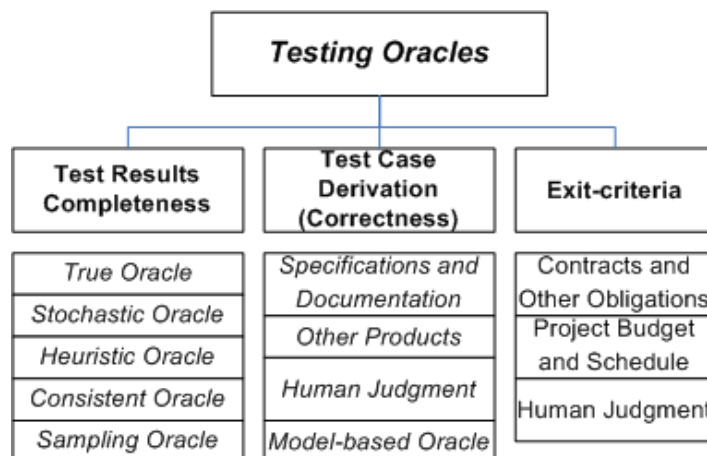 Testing Oracles
Test Results
Completeness
Test Case
Derivation
(Correctness)
Exit-criteria
True Oracle
Stochastic Oracle
Heuristic Oracle
Consistent Oracle
Sampling Oracle
Specifications and
Documentation
Other Products
Human Judgment
Model-based Oracle
Contracts and
Other Obligations
Project Budget
and Schedule
Human Judgment